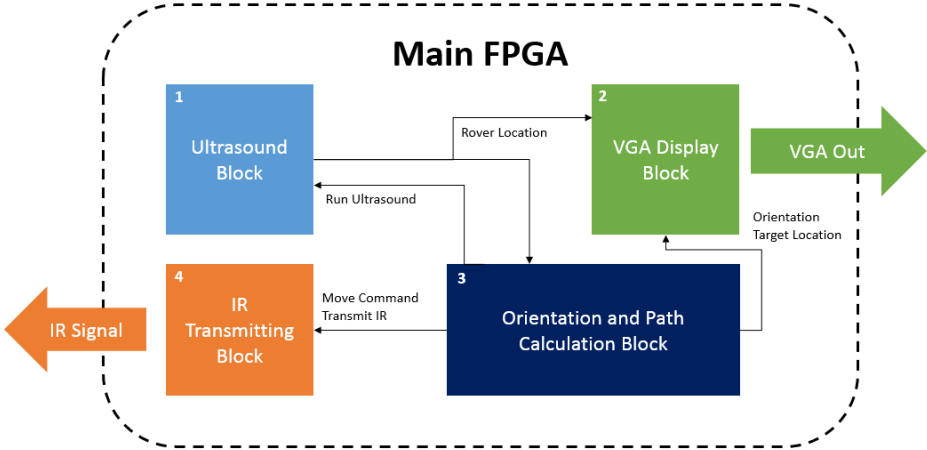 Main FPGA
1
Ultrasound
Block
2
VGA Display
Block
VGA Out
Rover Location
Run Ultrasound
Orientation
Target Location
4
IR
Transmitting
Block
IR Signal
Move Command
Transmit IR
3
Orientation and Path
Calculation Block